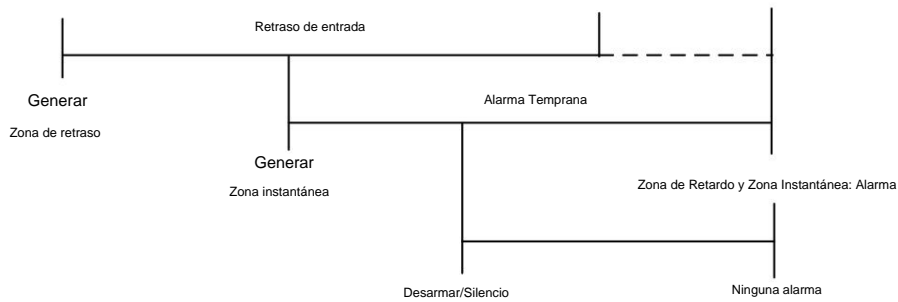 Retraso de entrada
Generar
Zona de retraso
Alarma Temprana
Generar
Zona instantánea
Zona de Retardo y Zona Instantánea: Alarma
Desarmar/Silencio
Ninguna alarma